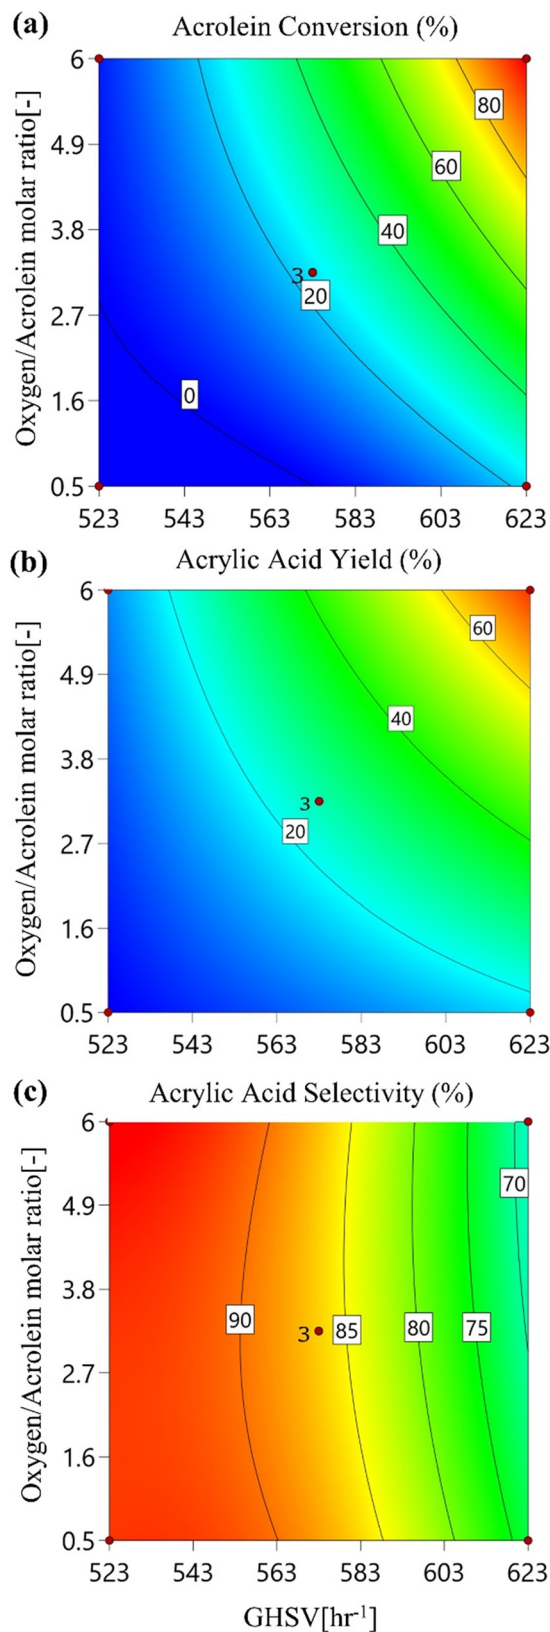 (a) Acrolein Conversion (%)
Oxygen/Acrolein molar ratio[-]
6
4.9
3.8
2.7
1.6
0.5
80
60
40
3
20
0
523 543 563 583 603 623
(b) Acrylic Acid Yield (%)
Oxygen/Acrolein molar ratio[-]
6
4.9
3.8
2.7
1.6
0.5
60
40
3
20
523 543 563 583 603 623
(c) Acrylic Acid Selectivity (%)
Oxygen/Acrolein molar ratio[-]
6
4.9
3.8
2.7
1.6
0.5
70
90 3 85 80 75
523 543 563 583 603 623
GHSV[hr⁻¹]